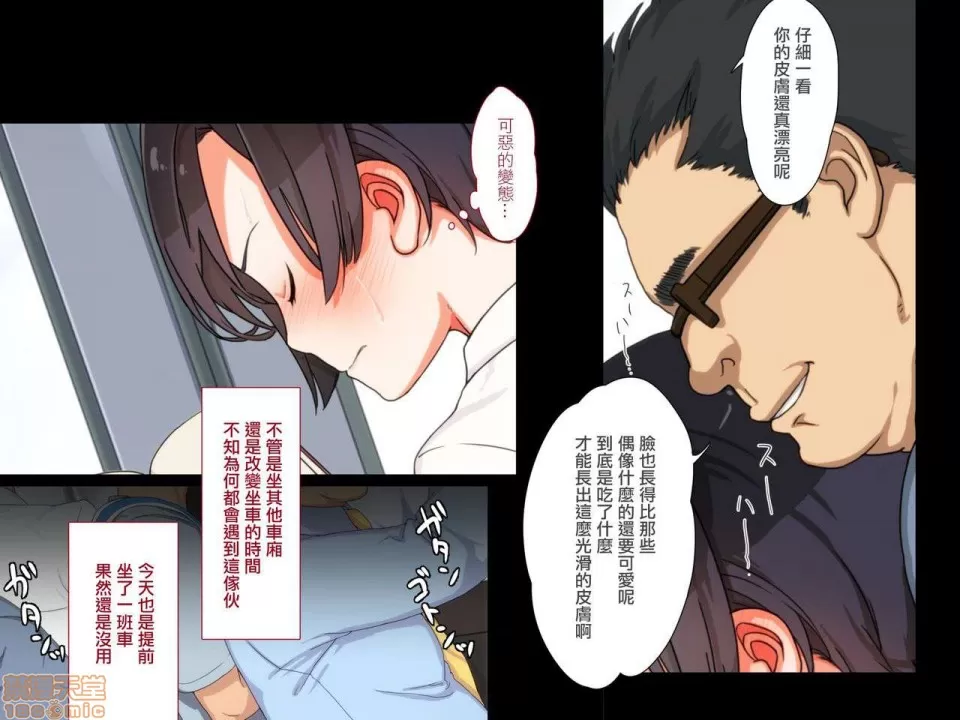 仔細一看
你的皮膚還真漂亮呢
スーハー
臉也長得比那些
偶像什麼的還要可愛呢
到底是吃了什麼
才能長出這麼光滑的皮膚啊
スーハー…
可惡的變態…
不管是坐其他車廂
還是改變坐車的時間
不知為何都會遇到這傢伙
ガタン
ゴトン
今天也是提前
坐了一班車
果然還是沒用
ガタン
天堂
18comic